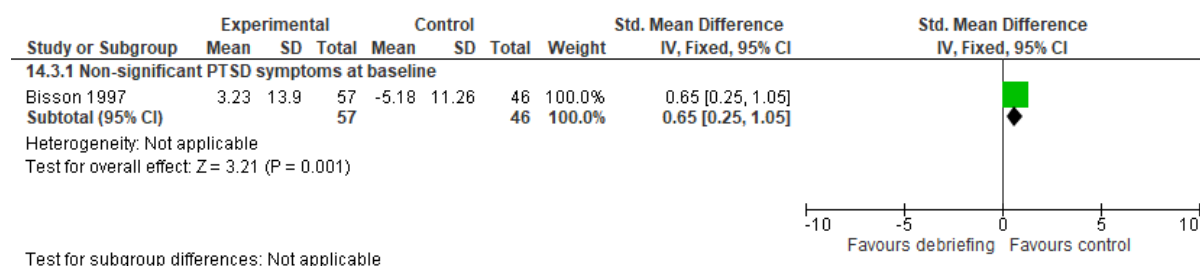 Experimental Control Std. Mean Difference Std. Mean Difference
Study or Subgroup Mean SD Total Mean SD Total Weight IV, Fixed, 95% CI IV, Fixed, 95% CI
14.3.1 Non-significant PTSD symptoms at baseline
Bisson 1997 3.23 13.9 57 -5.18 11.26 46 100.0% 0.65 [0.25, 1.05]
Subtotal (95% CI) 57 46 100.0% 0.65 [0.25, 1.05]
Heterogeneity: Not applicable
Test for overall effect: Z = 3.21 (P = 0.001)
-10 -5 0 5 10
Favours debriefing Favours control
Test for subgroup differences: Not applicable